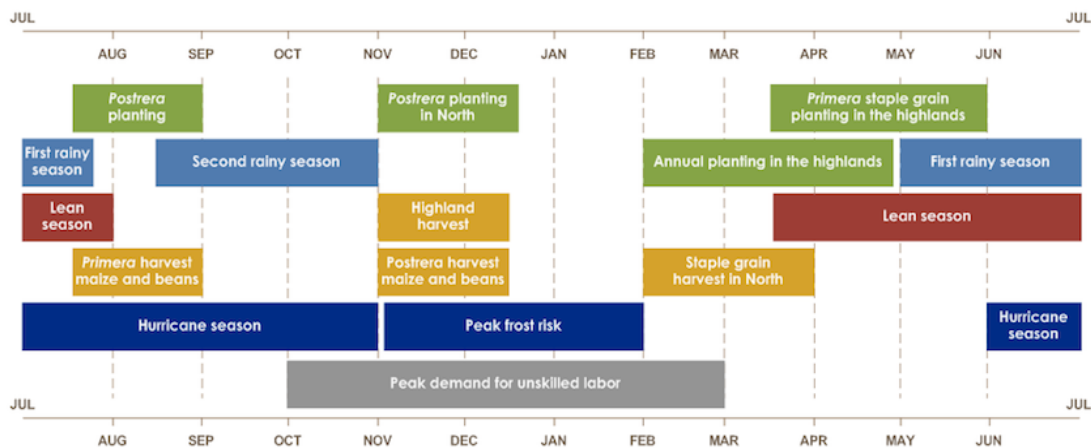 JUL
JUL
AUG
SEP
OCT
NOV
DEC
JAN
FEB
MAR
APR
MAY
JUN
Postrera
planting
Postrera planting
in North
Primera staple grain
planting in the highlands
First rainy
season
Second rainy season
Annual planting in the highlands
First rainy season
Lean
season
Highland
harvest
Lean season
Primera harvest
maize and beans
Postrera harvest
maize and beans
Staple grain
harvest in North
Hurricane season
Peak frost risk
Hurricane
season
Peak demand for unskilled labor
JUL
JUL
AUG
SEP
OCT
NOV
DEC
JAN
FEB
MAR
APR
MAY
JUN